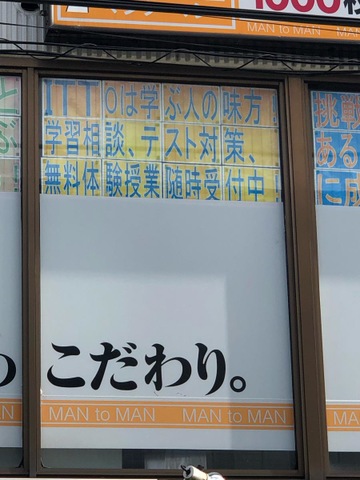 MAN to MAN MAN
ITTOは学ぶ人の味方!
学習相談、テスト対策、
無料体験授業随時受付中
挑戦
ある
こだわり。
MAN to MAN MAN to MAN MAN